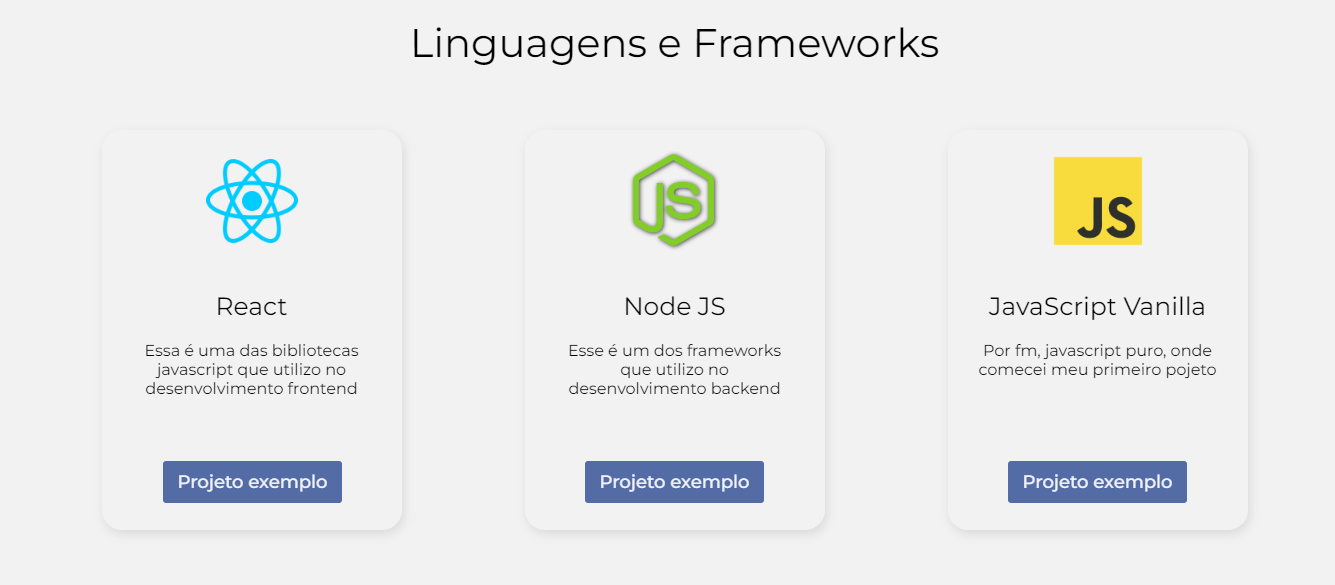 Linguagens e Frameworks
JS
JS
React
Essa é uma das bibliotecas
javascript que utilizo no
desenvolvimento frontend
Projeto exemplo
Node JS
Esse é um dos frameworks
que utilizo no
desenvolvimento backend
Projeto exemplo
JavaScript Vanilla
Por fm, javascript puro, onde
comecei meu primeiro pojeto
Projeto exemplo